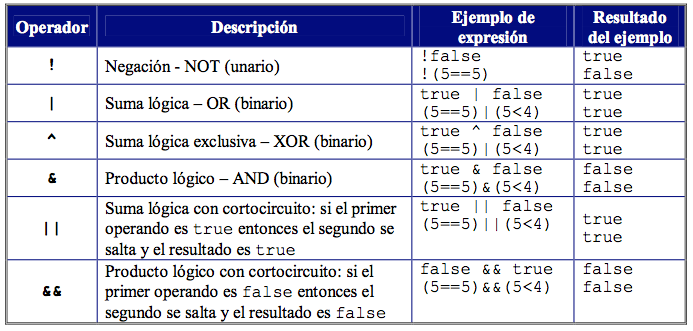 Operador Descripción Ejemplo de expresión Resultado del ejemplo
! Negación - NOT (unario) !false true
!(5==5) false
| Suma lógica – OR (binario) true | false true
(5==5)|(5<4) true
^ Suma lógica exclusiva – XOR (binario) true ^ false true
(5==5)|(5<4) true
& Producto lógico – AND (binario) true & false false
(5==5)&(5<4) false
|| Suma lógica con cortocircuito: si el primer true || false
operando es true entonces el segundo se (5==5)||(5<4) true
salta y el resultado es true true
&& Producto lógico con cortocircuito: si el false && true false
primer operando es false entonces el (5==5)&&(5<4) false
segundo se salta y el resultado es false